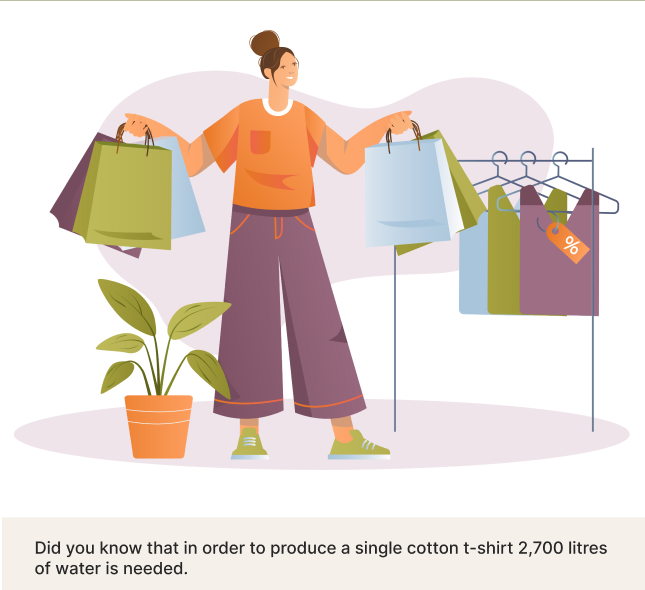 %
Did you know that in order to produce a single cotton t-shirt 2,700 litres
of water is needed.